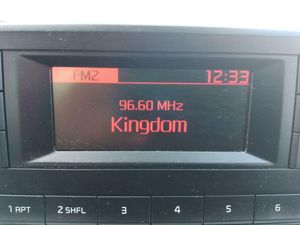 FM2 12:33
96.60 MHz
Kingdom
1 RPT 2 SHFL 3 4 5 6